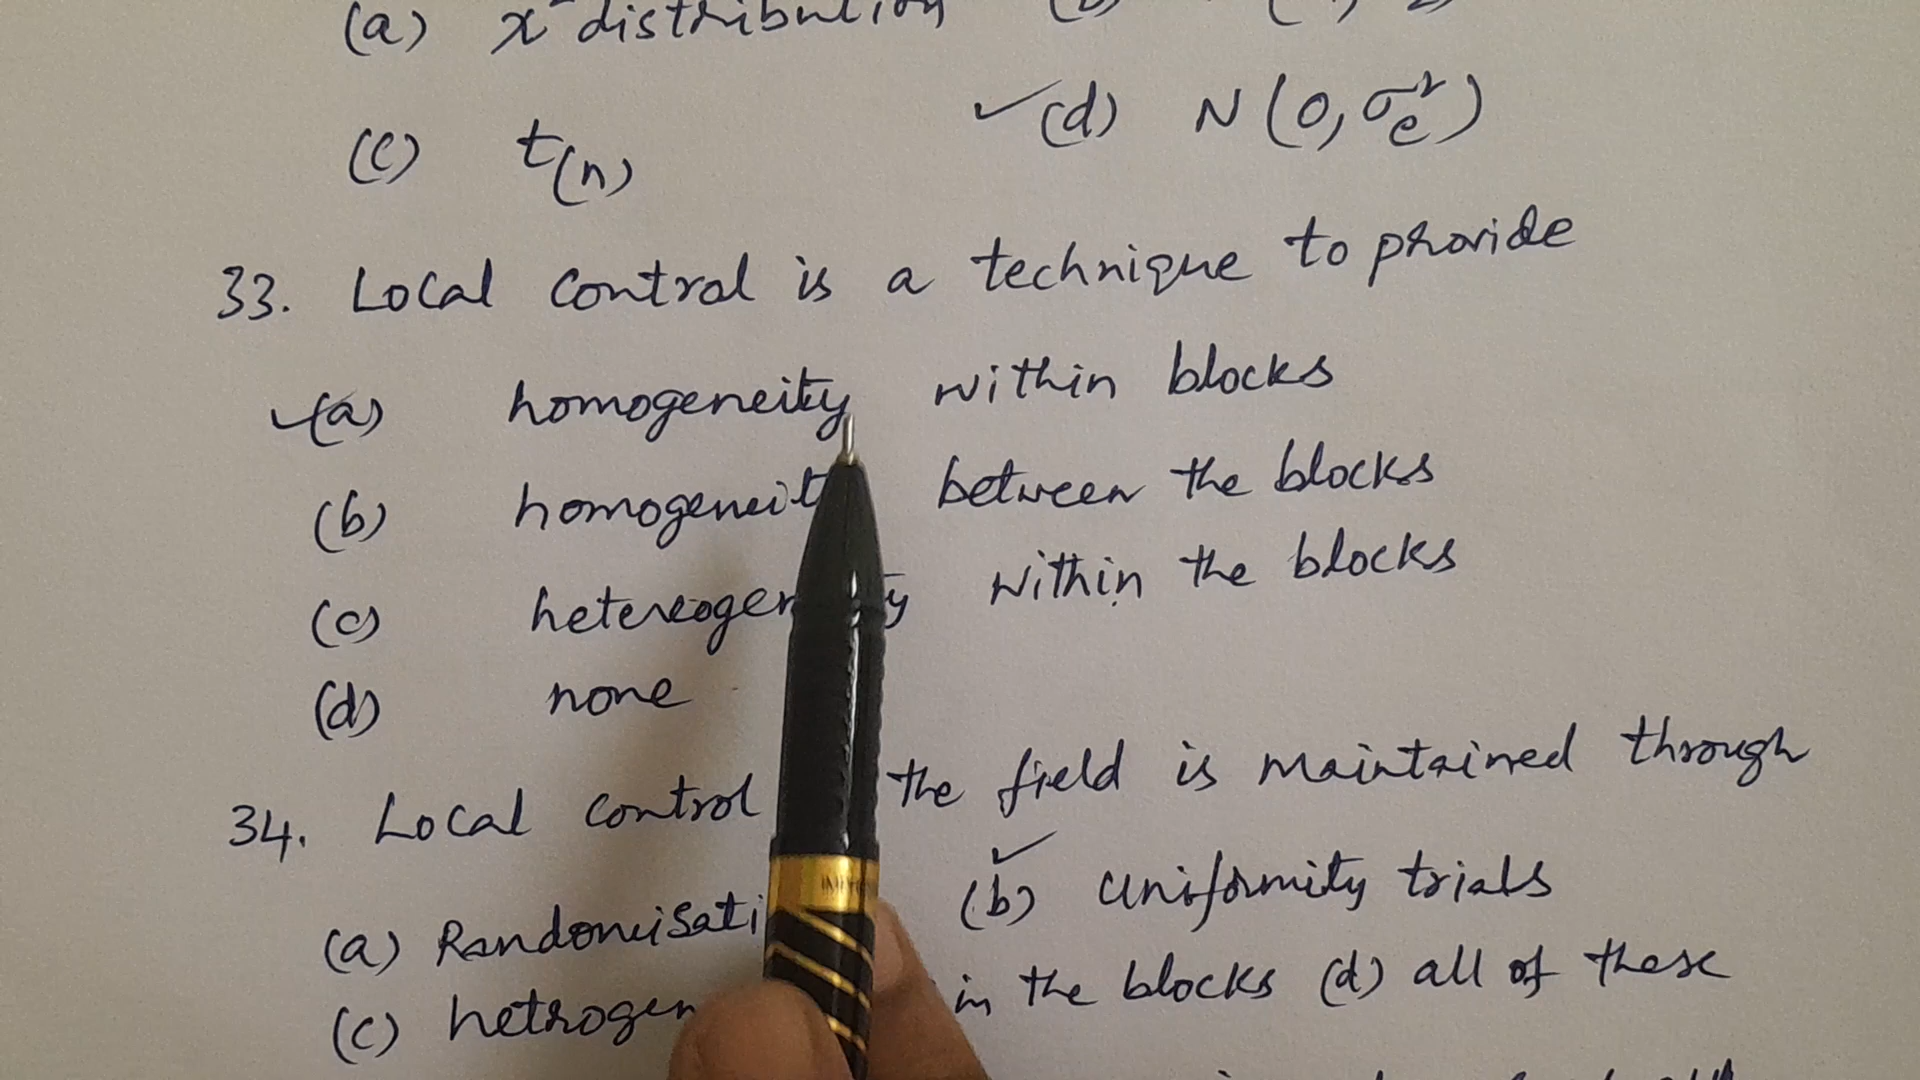 (a) x² distribution (b)
✓(d) N(0, σe²)
(c) t(n)
33. Local control is a technique to provide
✓(a) homogeneity within blocks
(b) homogeneit between the blocks
(c) within the blocks
(d) none
34. Local control the field is maintained through
(a) Randomisati ✓(b) Uniformity trials
(c) hetrogen in the blocks (d) all of these